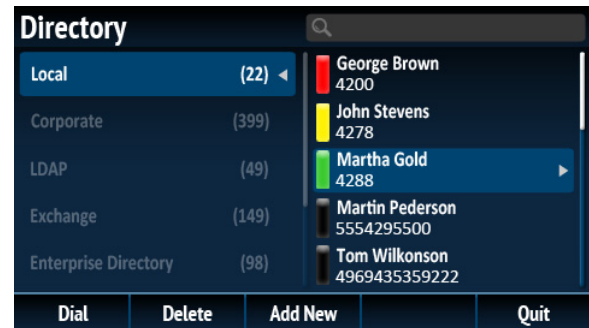 Directory
Local (22)
Corporate (399)
LDAP (49)
Exchange (149)
Enterprise Directory (98)
George Brown
4200
John Stevens
4278
Martha Gold
4288
Martin Pederson
5554295500
Tom Wilkonson
4969435359222
Dial Delete Add New Quit